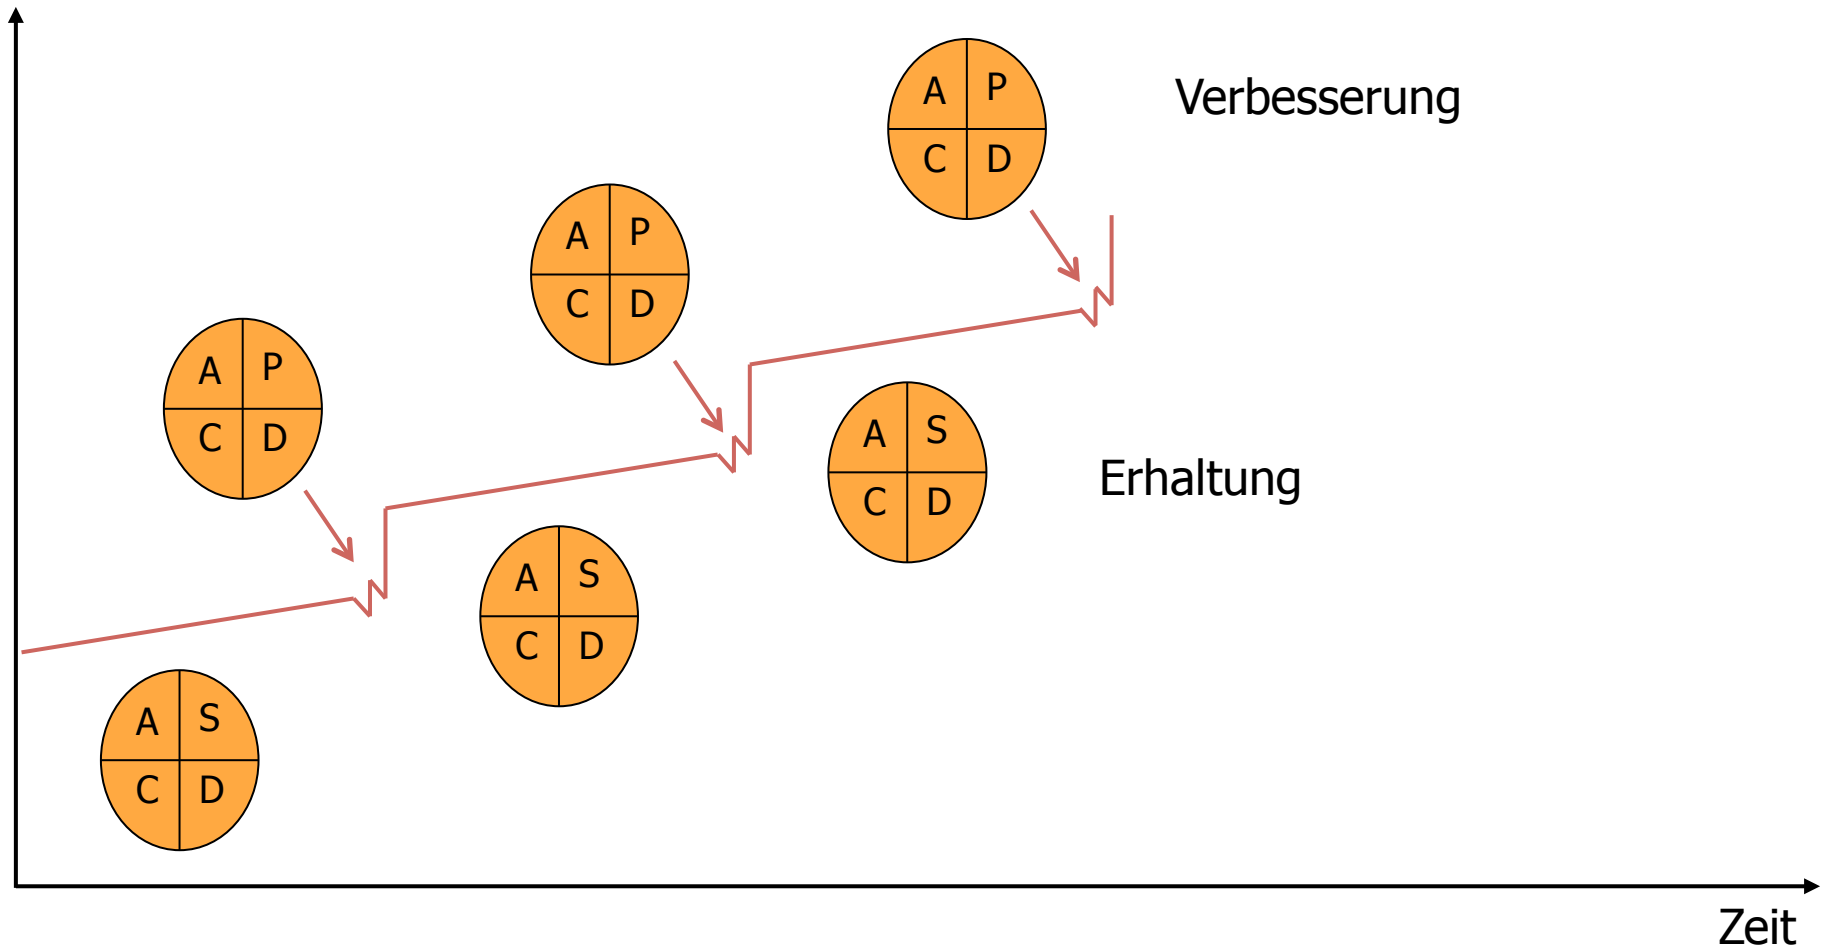 A P
C D
Verbesserung
A P
C D
A P
C D
A S
C D
Erhaltung
A S
C D
A S
C D
Zeit